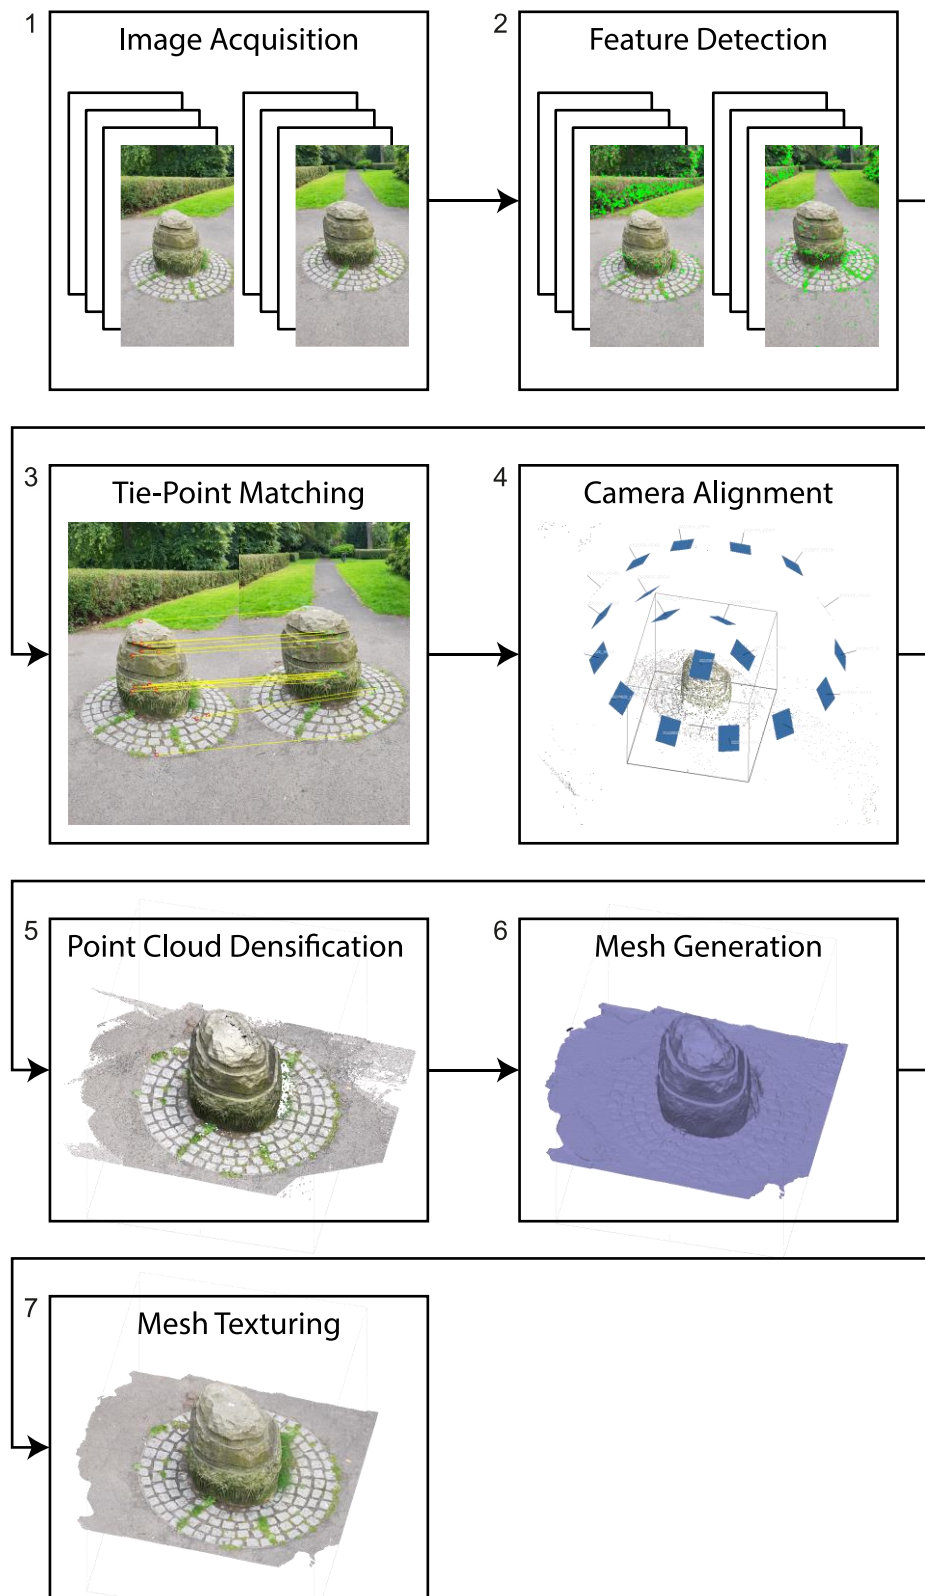 1
Image Acquisition
2
Feature Detection
3
Tie-Point Matching
4
Camera Alignment
5
Point Cloud Densification
6
Mesh Generation
7
Mesh Texturing